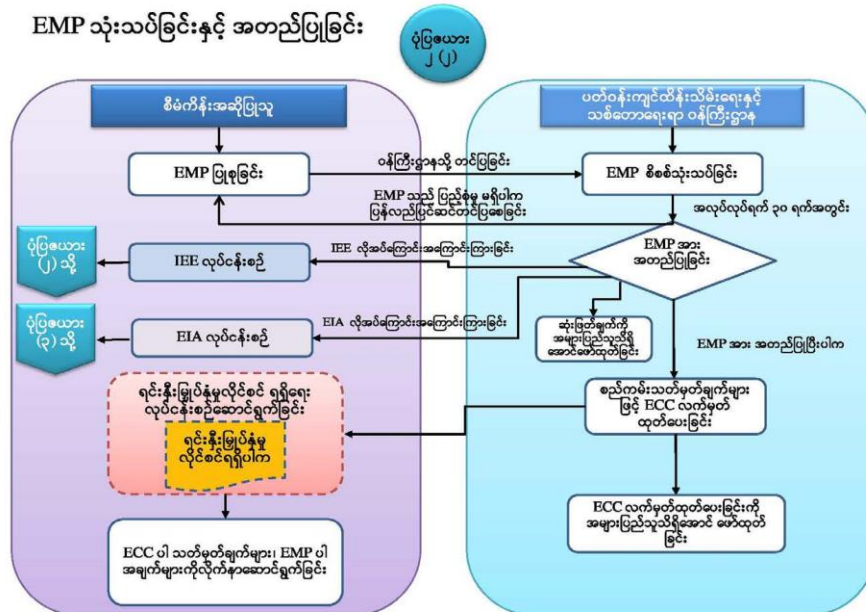 EMP သုံးသပ်ခြင်းနှင့် အတည်ပြုခြင်း
ပုံပြဇယား
၂ (၂)
စီမံကိန်းအဆိုပြုသူ
ပတ်ဝန်းကျင်ထိန်းသိမ်းရေးနှင့်
သစ်တောရေးရာ ဝန်ကြီးဌာန
EMP ပြုစုခြင်း
ဝန်ကြီးဌာနသို့ တင်ပြခြင်း
EMP စိစစ်သုံးသပ်ခြင်း
EMP သည် ပြည့်စုံမှု မရှိပါက
ပြန်လည်ပြင်ဆင်တင်ပြစေခြင်း
အလုပ်လုပ်ရက် ၃၀ ရက်အတွင်း
EMP အား
အတည်ပြုခြင်း
ပုံပြဇယား
(၂) သို့
IEE လုပ်ငန်းစဉ်
IEE လိုအပ်ကြောင်းအကြောင်းကြားခြင်း
ပုံပြဇယား
(၃) သို့
EIA လုပ်ငန်းစဉ်
EIA လိုအပ်ကြောင်းအကြောင်းကြားခြင်း
ဆုံးဖြတ်ချက်ကို
အများပြည်သူသိရှိ
အောင်ဖော်ထုတ်ခြင်း
EMP အား အတည်ပြုပြီးပါက
ရင်းနှီးမြှုပ်နှံမှုလိုင်စင် ရရှိရေး
လုပ်ငန်းစဉ်ဆောင်ရွက်ခြင်း
ရင်းနှီးမြှုပ်နှံမှု
လိုင်စင်ရရှိပါက
စည်ကမ်းသတ်မှတ်ချက်များ
ဖြင့် ECC လက်မှတ်
ထုတ်ပေးခြင်း
ECC လက်မှတ်ထုတ်ပေးခြင်းကို
အများပြည်သူသိရှိအောင် ဖော်ထုတ်
ခြင်း
ECC ပါ သတ်မှတ်ချက်များ၊ EMP ပါ
အချက်များကိုလိုက်နာဆောင်ရွက်ခြင်း